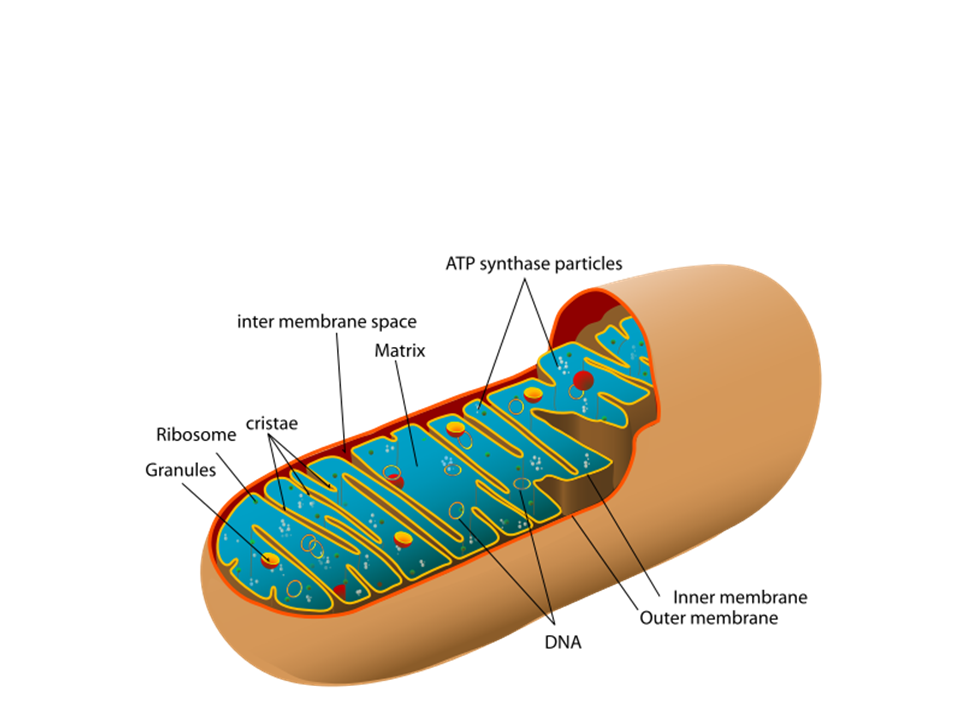 ATP synthase particles
inter membrane space
Matrix
cristae
Ribosome
Granules
Inner membrane
Outer membrane
DNA